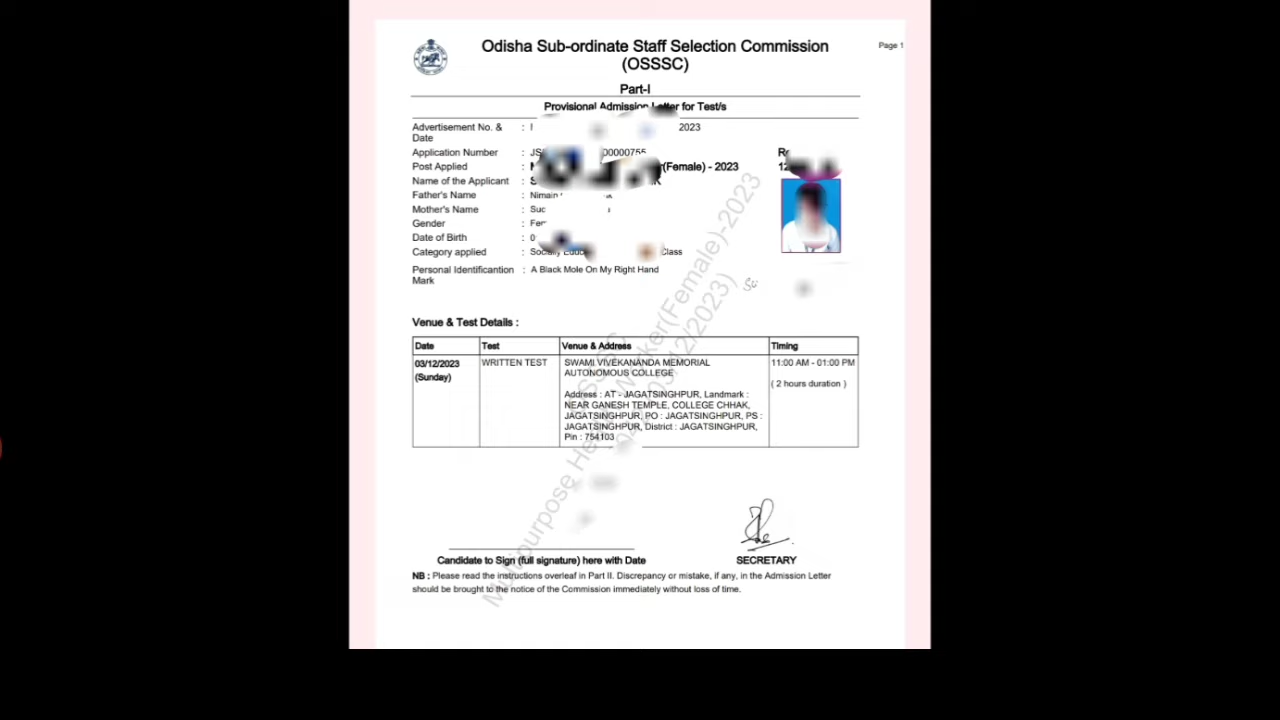 Odisha Sub-ordinate Staff Selection Commission
(OSSSC)
Page 1
Part-I
Provisional Admission Letter for Test/s
Advertisement No. & Date : 2023
Application Number : 00000755
Post Applied : (Female) - 2023
Name of the Applicant :
Father's Name :
Mother's Name :
Gender :
Date of Birth :
Category applied : Class
Personal Identificantion Mark : A Black Mole On My Right Hand
Venue & Test Details :
Date Test Venue & Address Timing
03/12/2023 WRITTEN TEST SWAMI VIVEKANANDA MEMORIAL 11:00 AM - 01:00 PM
(Sunday) AUTONOMOUS COLLEGE
( 2 hours duration )
Address : AT - JAGATSINGHPUR, Landmark :
NEAR GANESH TEMPLE, COLLEGE CHHAK,
JAGATSINGHPUR, PO : JAGATSINGHPUR, PS :
JAGATSINGHPUR, District : JAGATSINGHPUR,
Pin : 754103
Candidate to Sign (full signature) here with Date SECRETARY
NB : Please read the instructions overleaf in Part II. Discrepancy or mistake, if any, in the Admission Letter
should be brought to the notice of the Commission immediately without loss of time.